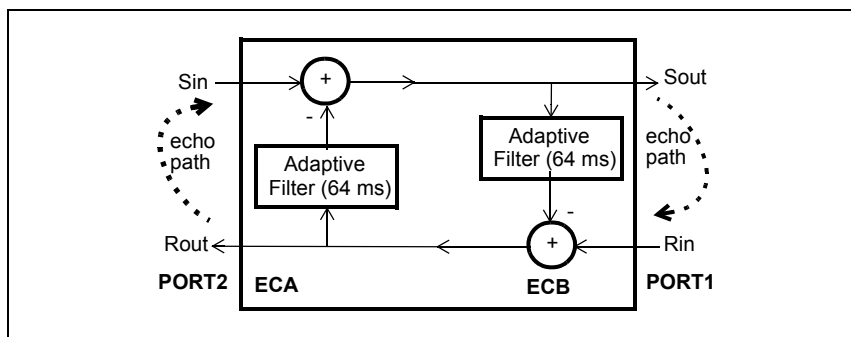 Sin
+
Sout
-
echo
path
Adaptive
Filter (64 ms)
Adaptive
Filter (64 ms)
echo
path
-
Rout
+
Rin
PORT2
ECA
ECB
PORT1